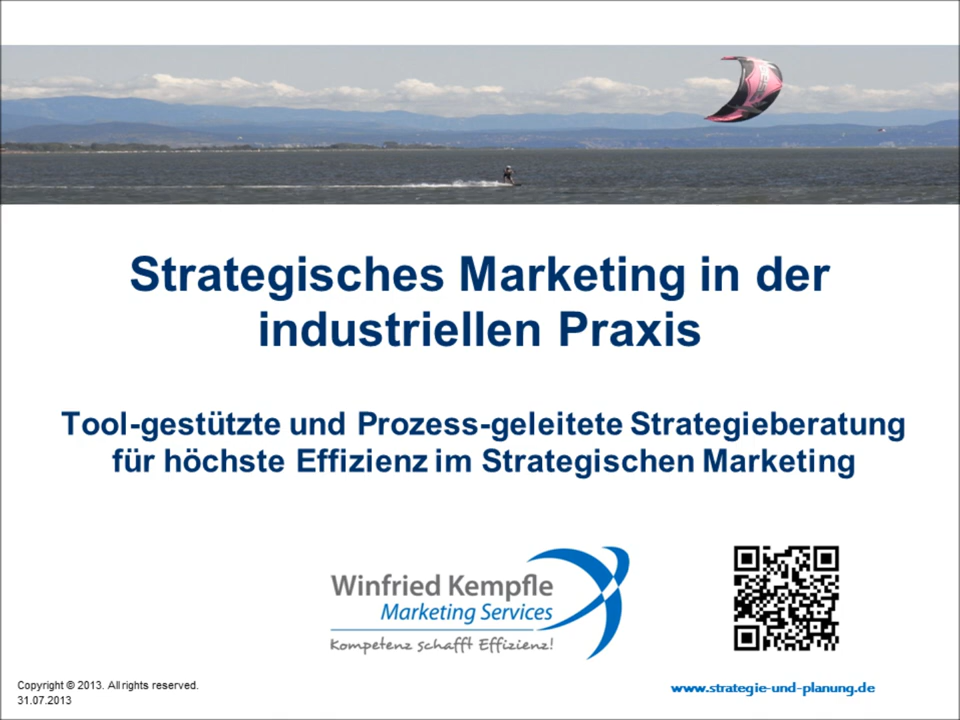 Strategisches Marketing in der
industriellen Praxis
Tool-gestützte und Prozess-geleitete Strategieberatung
für höchste Effizienz im Strategischen Marketing
Winfried Kempfle
Marketing Services
Kompetenz schafft Effizienz!
Copyright © 2013. All rights reserved.
31.07.2013
www.strategie-und-planung.de